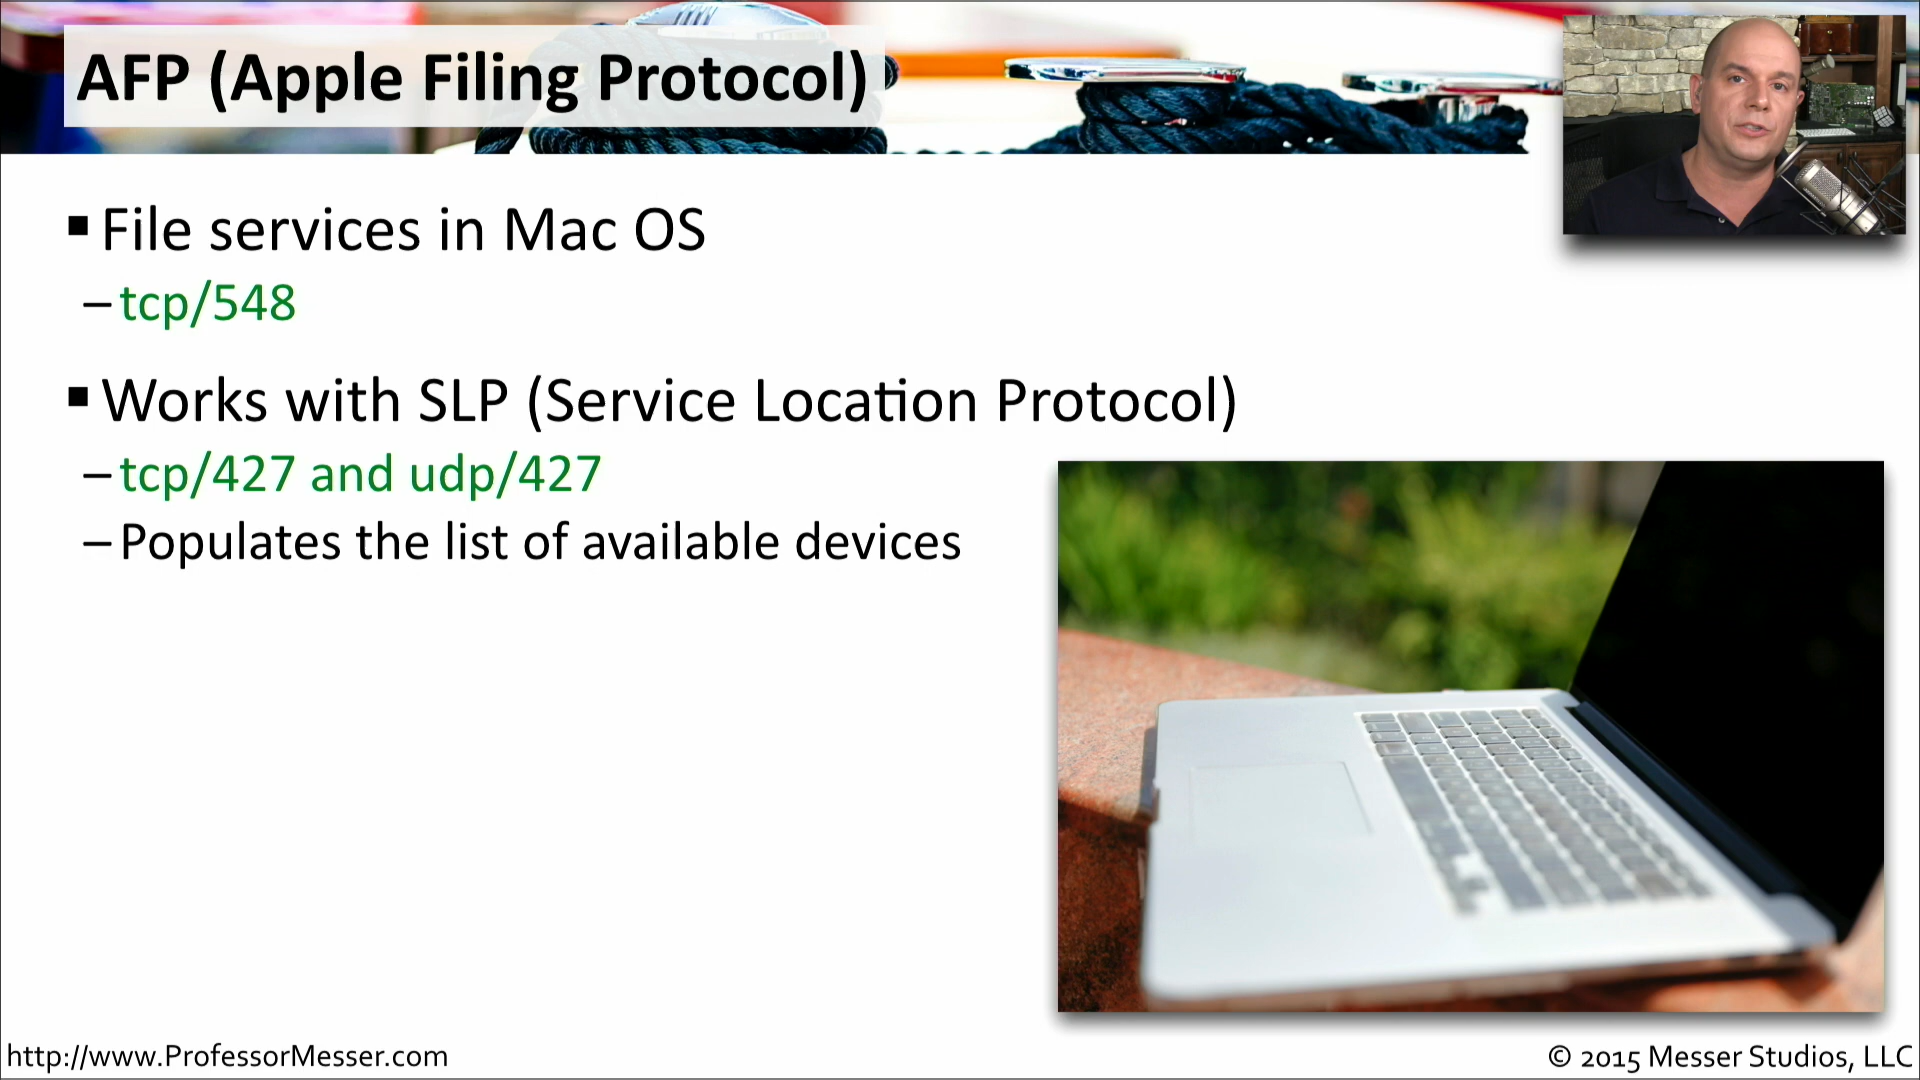 AFP (Apple Filing Protocol)
▪ File services in Mac OS
– tcp/548
▪ Works with SLP (Service Location Protocol)
– tcp/427 and udp/427
– Populates the list of available devices
http://www.ProfessorMesser.com
© 2015 Messer Studios, LLC